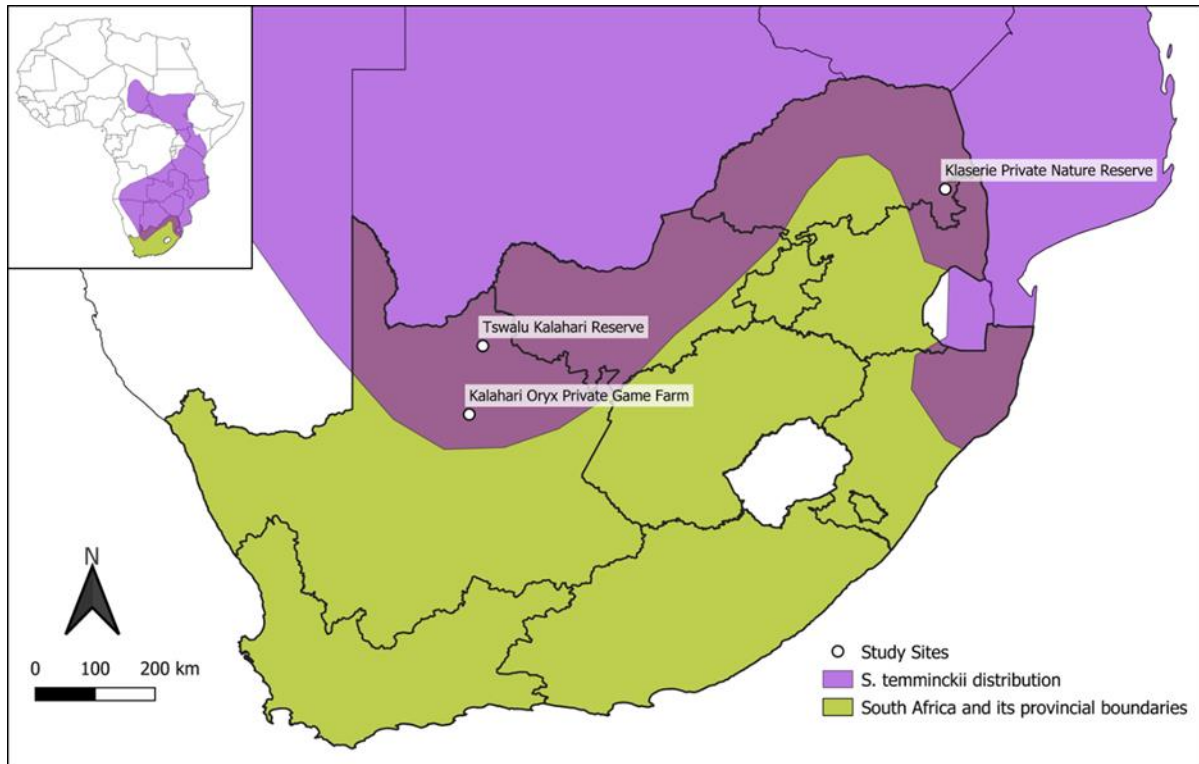 Klaserie Private Nature Reserve
Tswalu Kalahari Reserve
Kalahari Oryx Private Game Farm
N
0 100 200 km
Study Sites
S. temminckii distribution
South Africa and its provincial boundaries